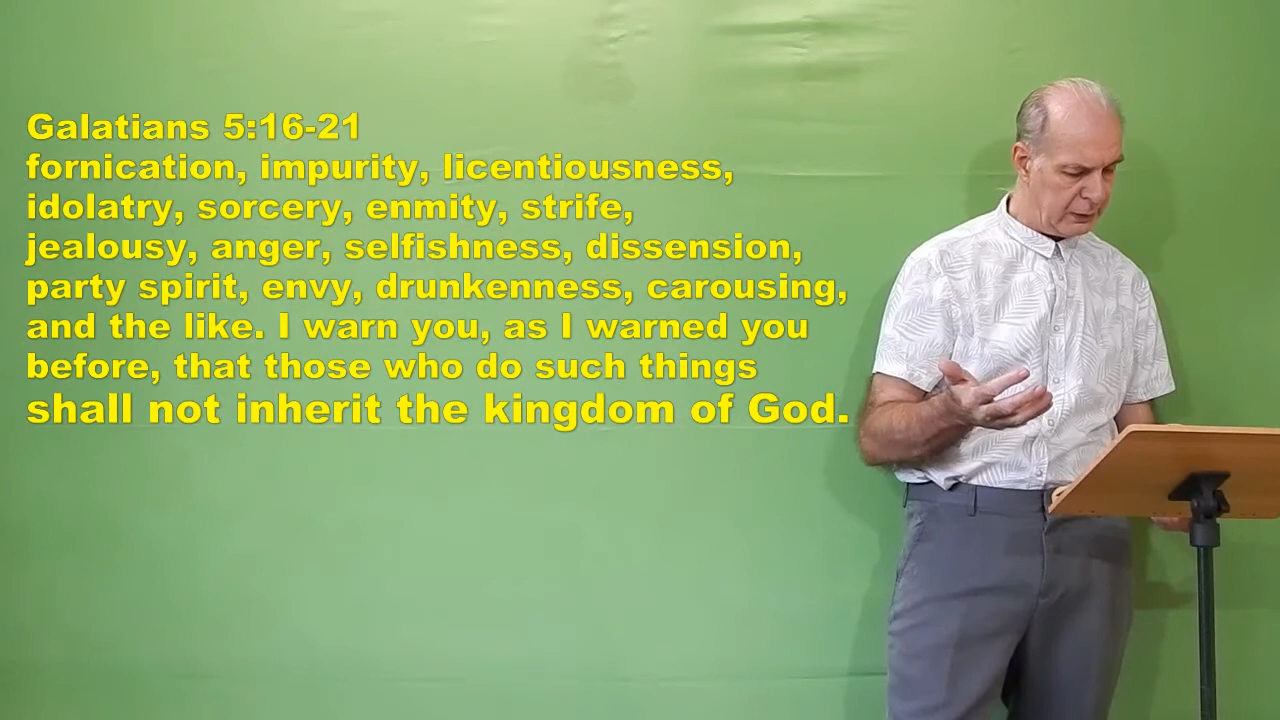 Galatians 5:16-21
fornication, impurity, licentiousness,
idolatry, sorcery, enmity, strife,
jealousy, anger, selfishness, dissension,
party spirit, envy, drunkenness, carousing,
and the like. I warn you, as I warned you
before, that those who do such things
shall not inherit the kingdom of God.